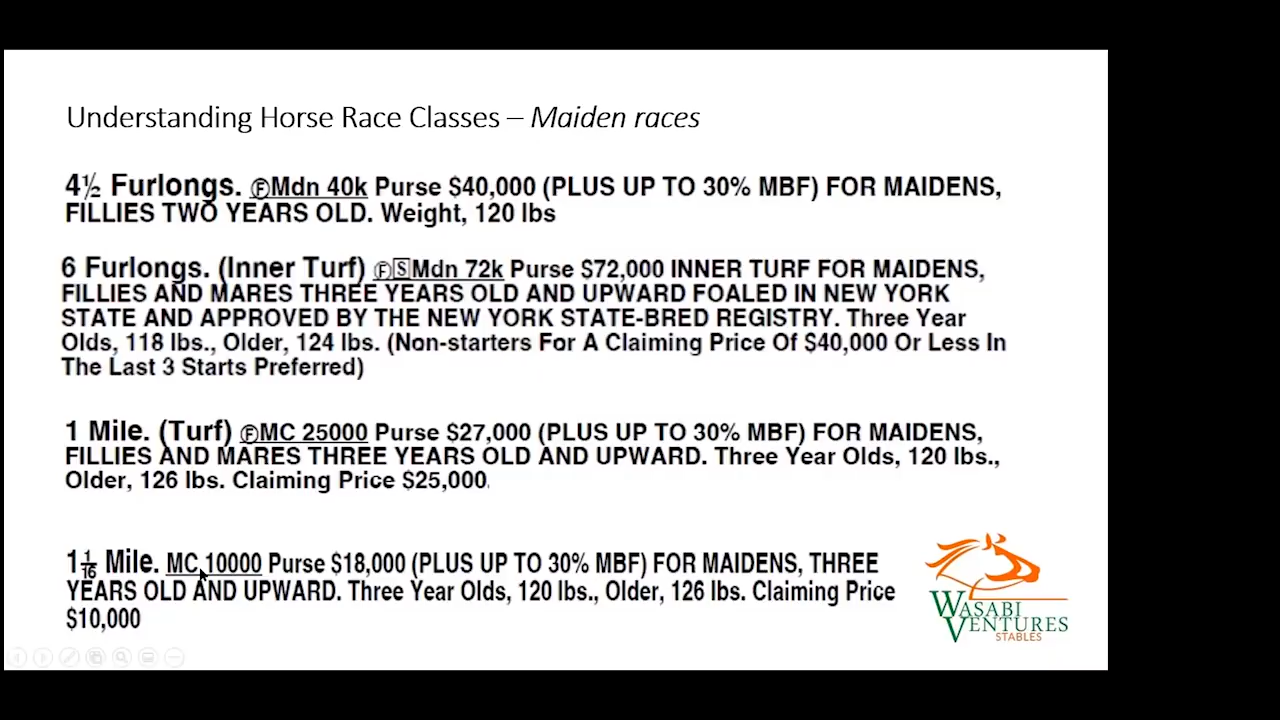 Understanding Horse Race Classes – Maiden races
4½ Furlongs. ⒻMdn 40k Purse $40,000 (PLUS UP TO 30% MBF) FOR MAIDENS,
FILLIES TWO YEARS OLD. Weight, 120 lbs
6 Furlongs. (Inner Turf) Ⓕ🅂Mdn 72k Purse $72,000 INNER TURF FOR MAIDENS,
FILLIES AND MARES THREE YEARS OLD AND UPWARD FOALED IN NEW YORK
STATE AND APPROVED BY THE NEW YORK STATE-BRED REGISTRY. Three Year
Olds, 118 lbs., Older, 124 lbs. (Non-starters For A Claiming Price Of $40,000 Or Less In
The Last 3 Starts Preferred)
1 Mile. (Turf) ⒻMC 25000 Purse $27,000 (PLUS UP TO 30% MBF) FOR MAIDENS,
FILLIES AND MARES THREE YEARS OLD AND UPWARD. Three Year Olds, 120 lbs.,
Older, 126 lbs. Claiming Price $25,000.
1 1/16 Mile. MC 10000 Purse $18,000 (PLUS UP TO 30% MBF) FOR MAIDENS, THREE
YEARS OLD AND UPWARD. Three Year Olds, 120 lbs., Older, 126 lbs. Claiming Price
$10,000
WASABI
VENTURES
STABLES